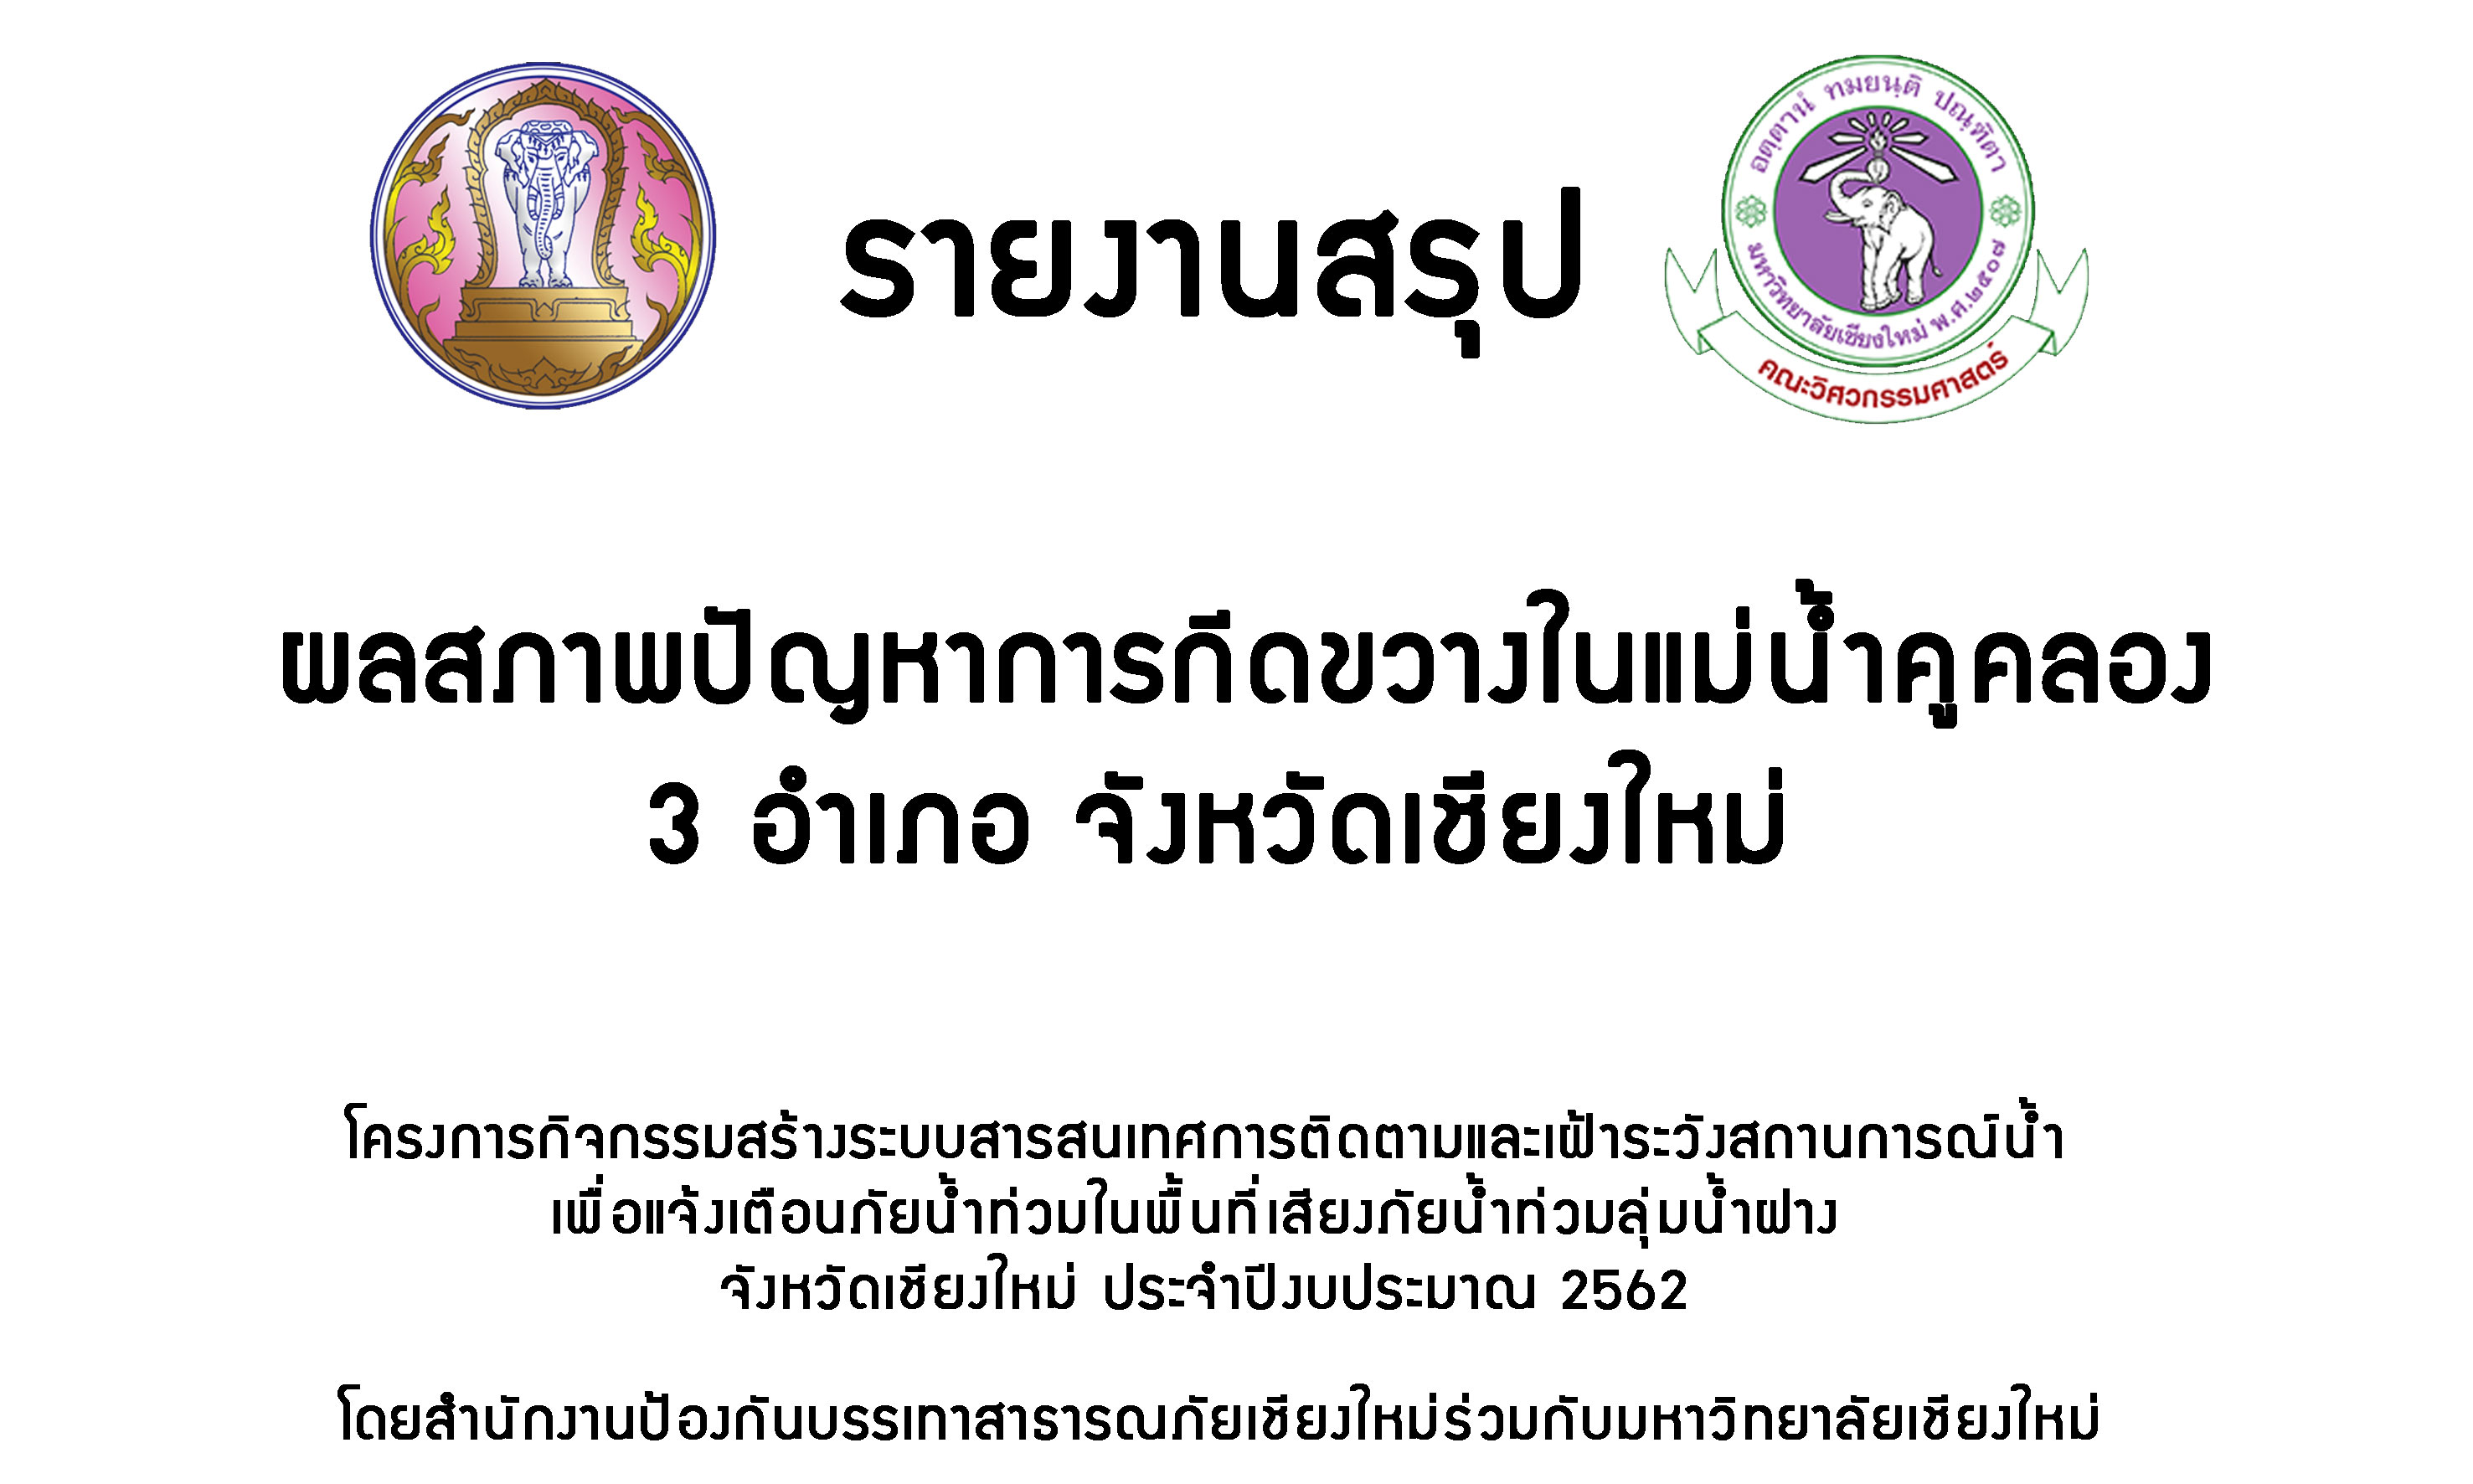 รายงานสรุป
อตฺตานํ ทมยนฺติ ปณฺฑิตา
มหาวิทยาลัยเชียงใหม่ พ.ศ.๒๕๐๗
คณะวิศวกรรมศาสตร์
ผลสภาพปัญหาการกีดขวางในแม่น้ำคูคลอง
3 อำเภอ จังหวัดเชียงใหม่
โครงการกิจกรรมสร้างระบบสารสนเทศการติดตามและเฝ้าระวังสถานการณ์น้ำ
เพื่อแจ้งเตือนภัยน้ำท่วมในพื้นที่เสี่ยงภัยน้ำท่วมลุ่มน้ำฝาง
จังหวัดเชียงใหม่ ประจำปีงบประมาณ 2562
โดยสำนักงานป้องกันบรรเทาสาธารณภัยเชียงใหม่ร่วมกับมหาวิทยาลัยเชียงใหม่